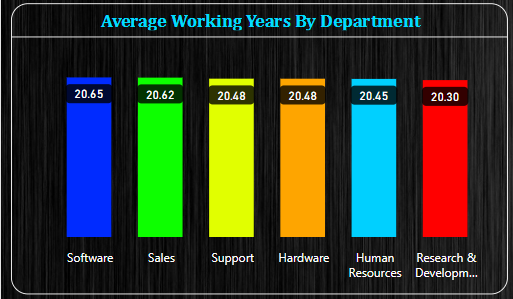 Average Working Years By Department
20.65 20.62 20.48 20.48 20.45 20.30
Software Sales Support Hardware Human Resources Research & Developm...